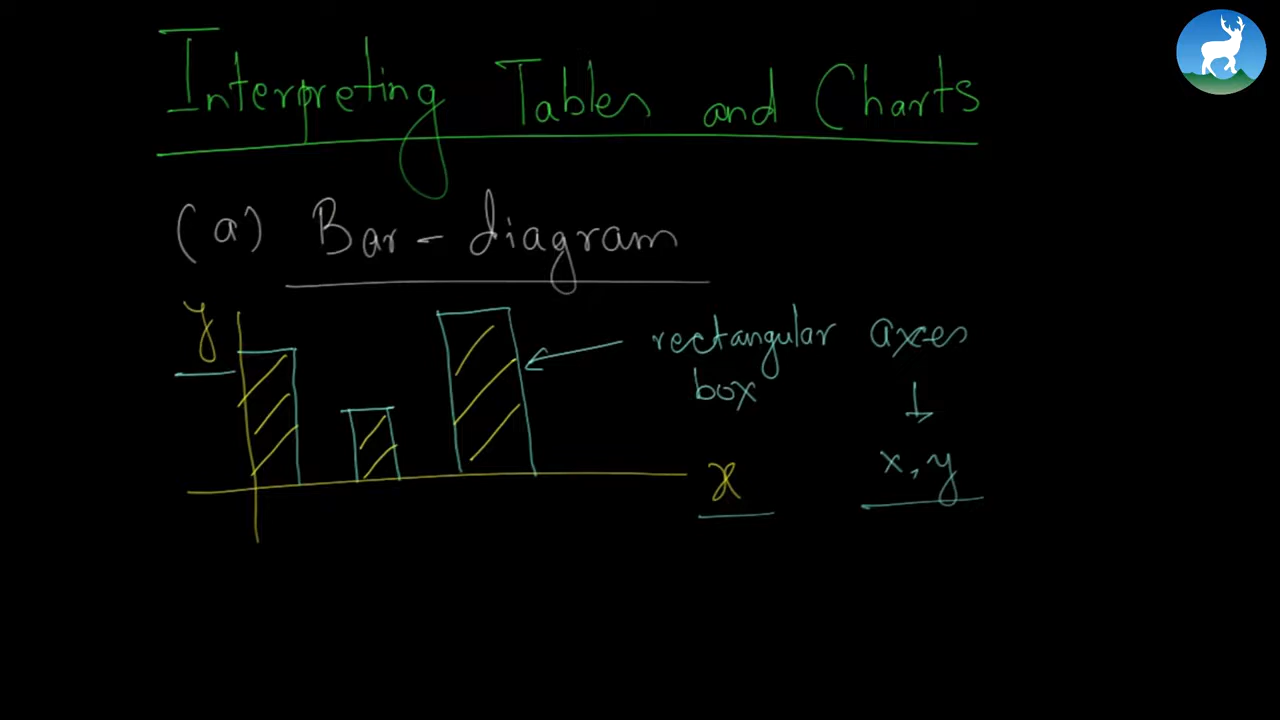 Interpreting Tables and Charts
(a) Bar - diagram
y
rectangular axes
box
x
x, y